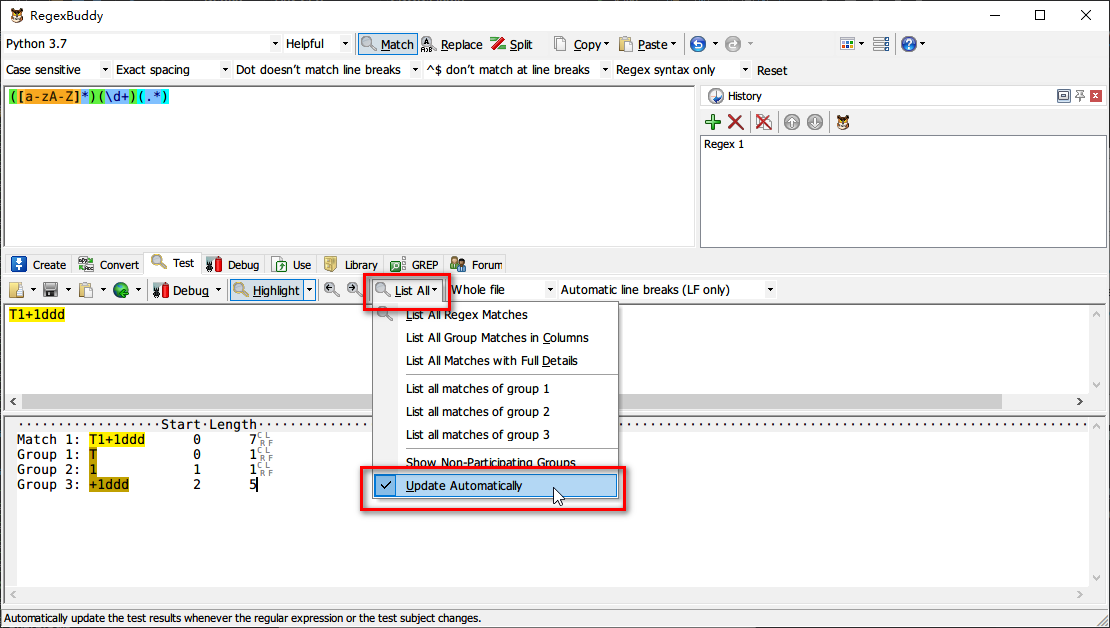 RegexBuddy
Python 3.7 Helpful Match Replace Split Copy Paste
Case sensitive Exact spacing Dot doesn't match line breaks ^$ don't match at line breaks Regex syntax only Reset
([a-zA-Z]*)(\d+)(.*)
History
Regex 1
Create Convert Test Debug Use Library GREP Forum
Debug Highlight List All Whole file Automatic line breaks (LF only)
T1+1ddd
List All Regex Matches
List All Group Matches in Columns
List All Matches with Full Details
List all matches of group 1
List all matches of group 2
List all matches of group 3
Show Non-Participating Groups
Update Automatically
Start Length
Match 1: T1+1ddd 0 7 CRLF
Group 1: T 0 1 CRLF
Group 2: 1 1 1 CRLF
Group 3: +1ddd 2 5
Automatically update the test results whenever the regular expression or the test subject changes.